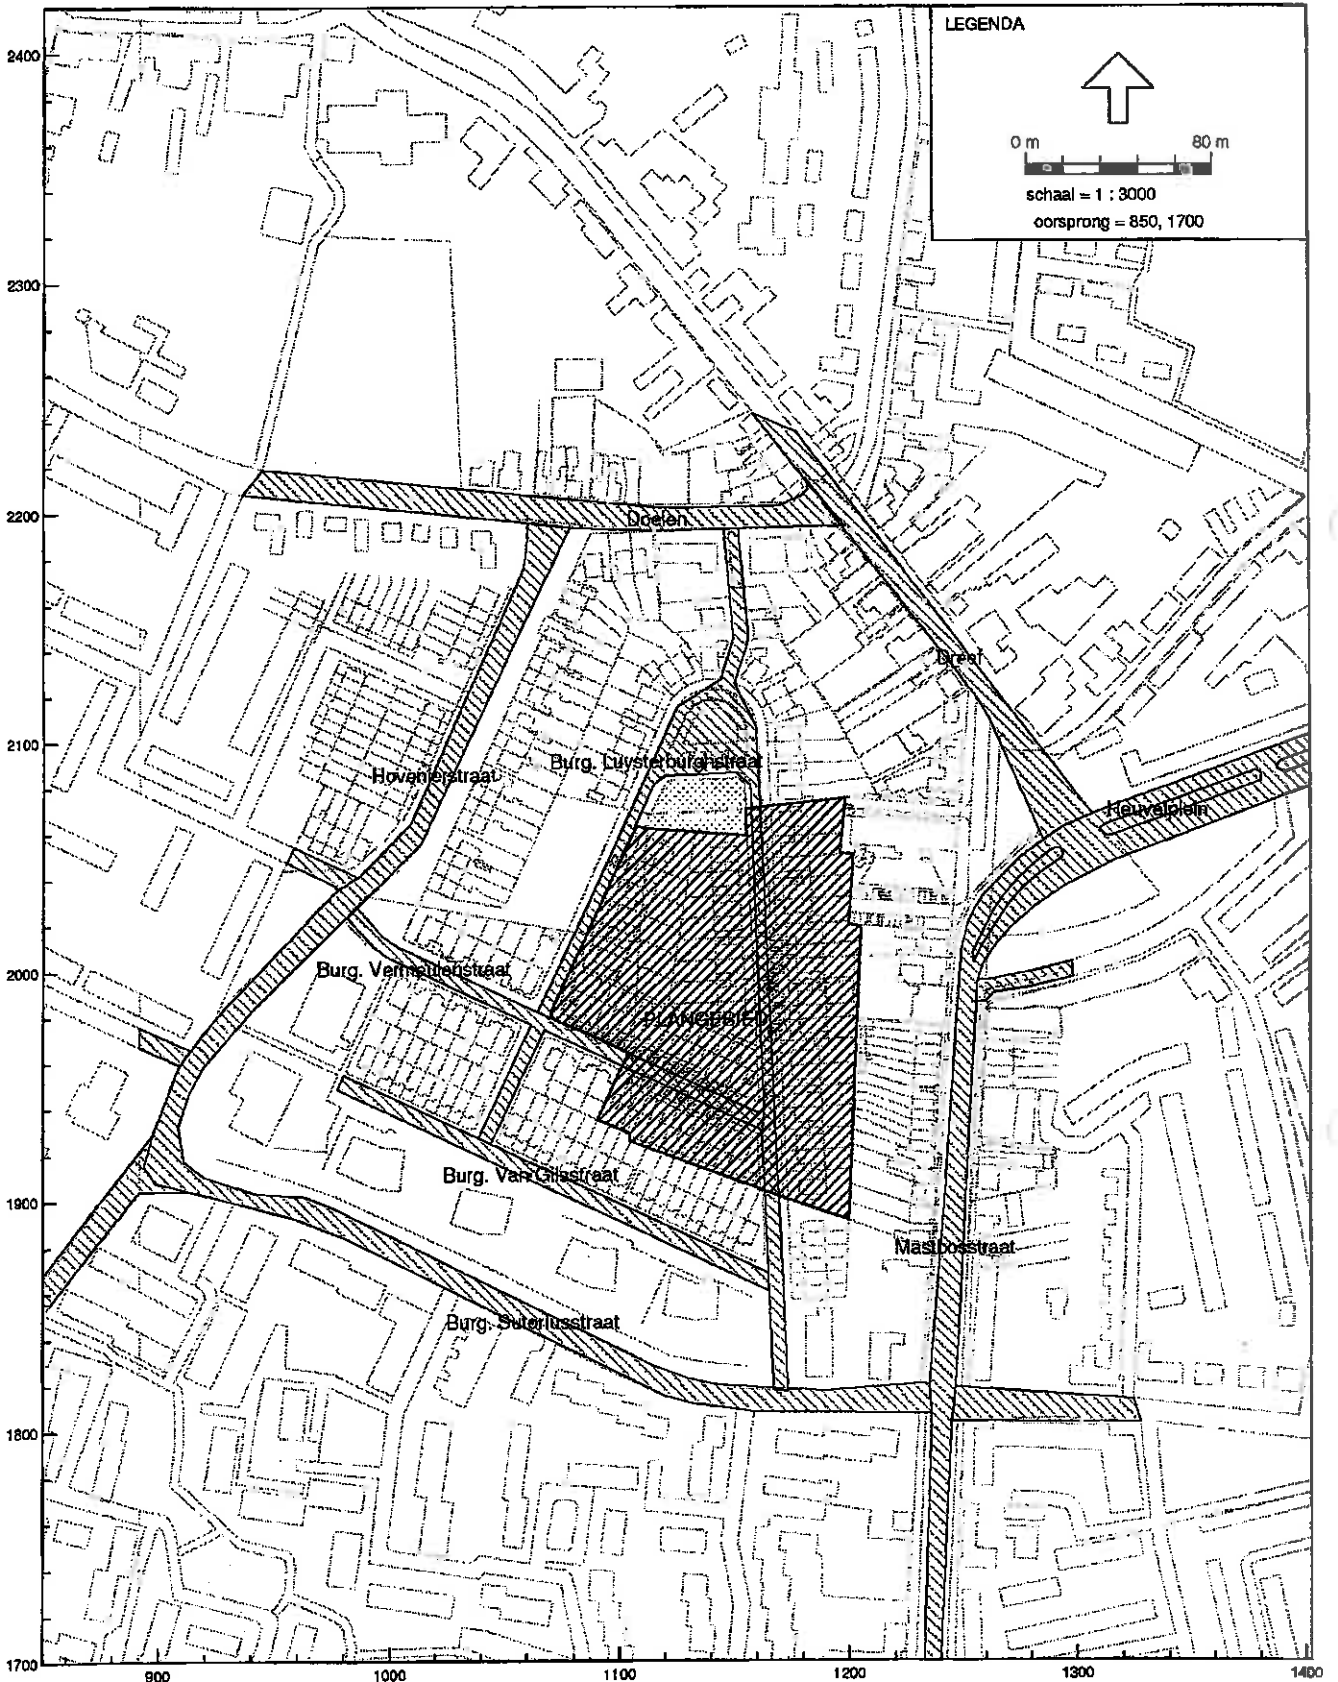 LEGENDA
0 m 80 m
schaal = 1 : 3000
oorsprong = 850, 1700
2400
2300
2200
2100
2000
1900
1800
1700
900
1000
1100
1200
1300
1400
Doelen
Dreef
Burg. Luysterburghstraat
Hovenierstraat
Heuvelplein
Burg. Vermeulenstraat
PLANGEBIED
Burg. Van Gilsstraat
Mastbosstraat
Burg. Sutoriusstraat